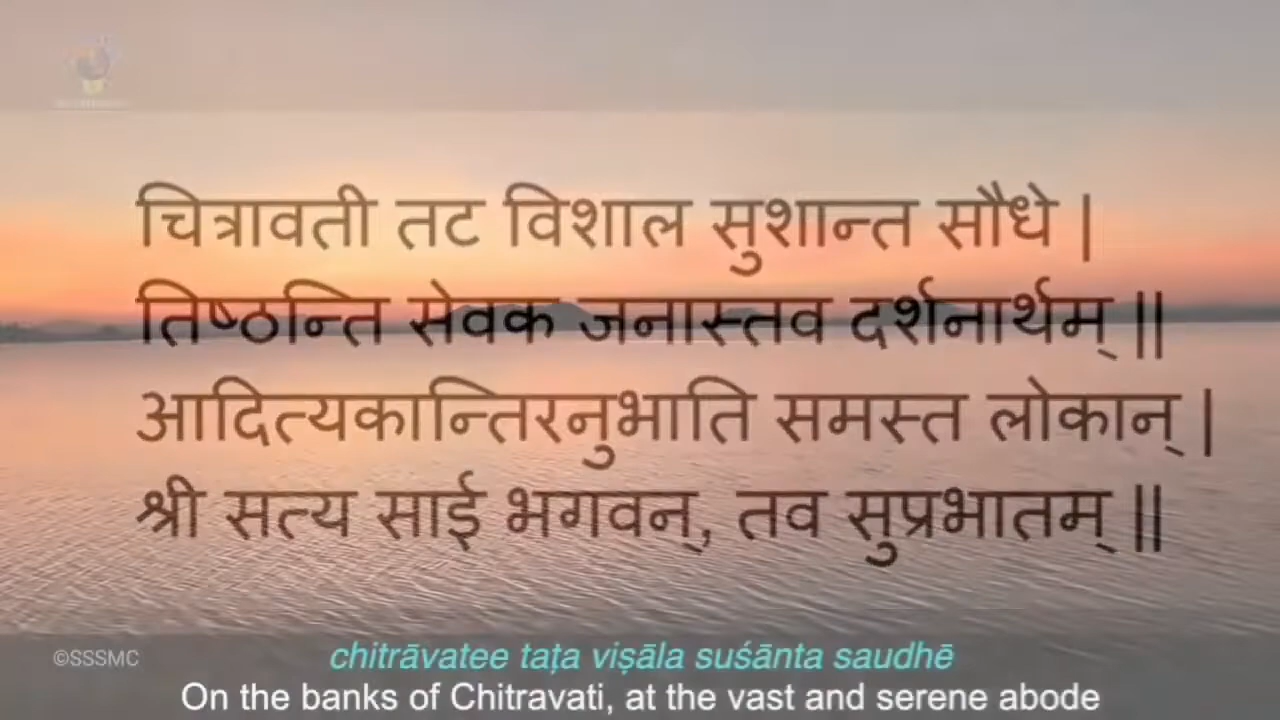 चित्रावती तट विशाल सुशान्त सौधे |
तिष्ठन्ति सेवक जनास्तव दर्शनार्थम् ||
आदित्यकान्तिरनुभाति समस्त लोकान् |
श्री सत्य साई भगवन्, तव सुप्रभातम् ||
©SSSMC
chitrāvatee taṭa viṣāla suśānta saudhē
On the banks of Chitravati, at the vast and serene abode